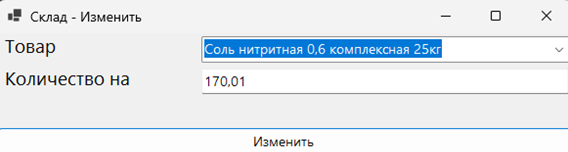 Склад - Изменить
Товар Соль нитритная 0,6 комплексная 25кг
Количество на 170,01
Изменить